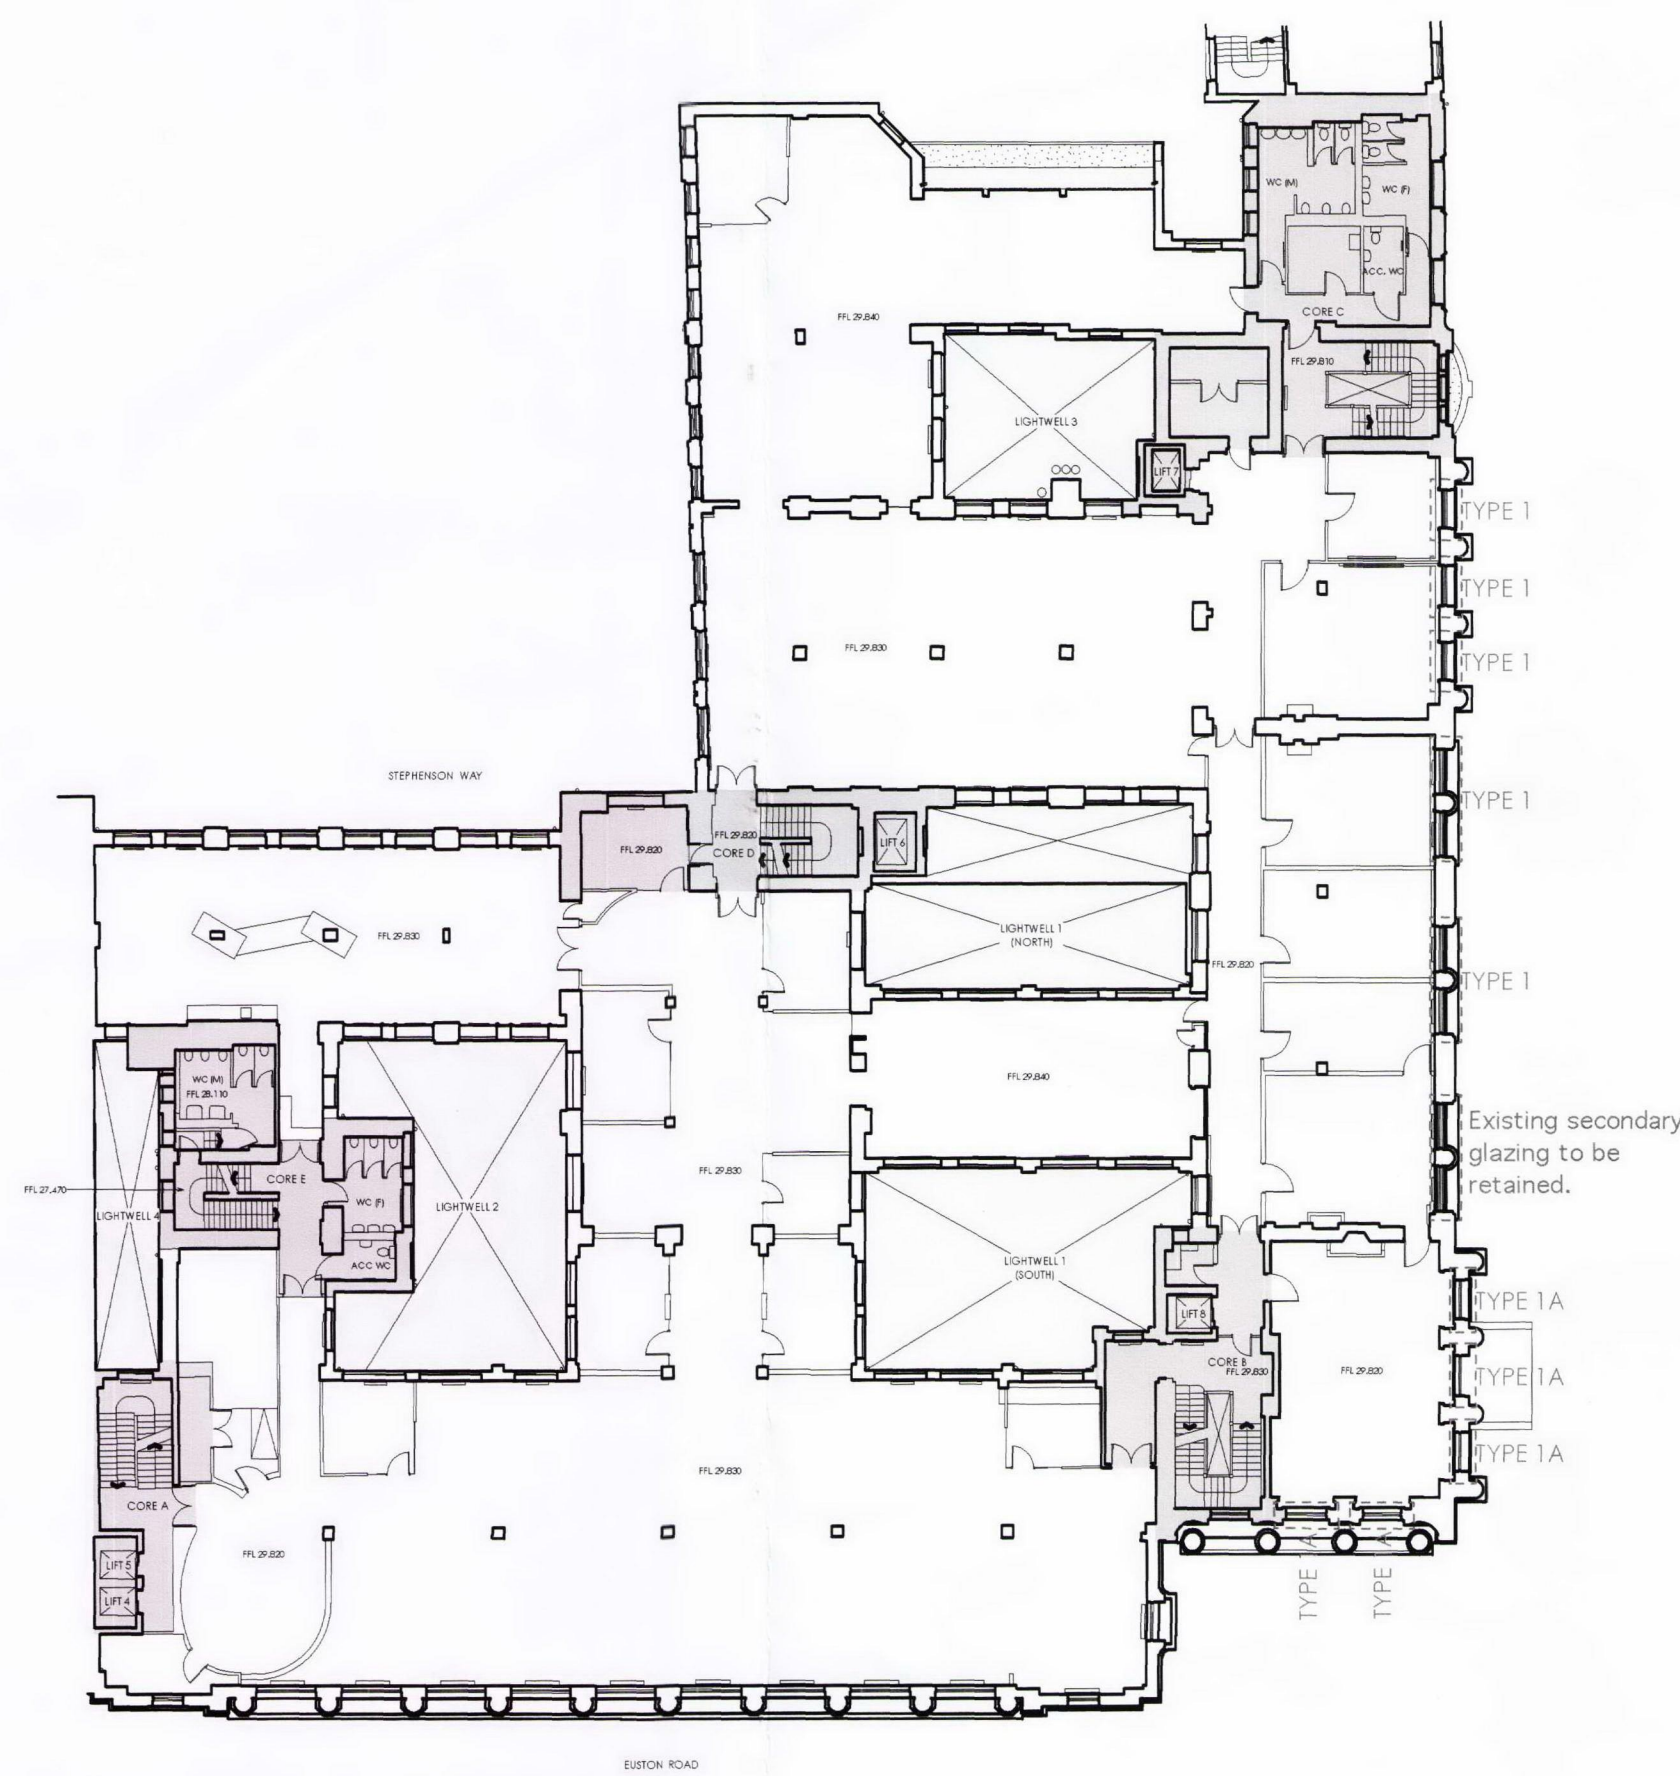 WC (M)
WC (F)
ACC. WC
CORE C
FFL 29.840
FFL 29.810
LIGHTWELL 3
LIFT 7
TYPE 1
TYPE 1
FFL 29.830
TYPE 1
STEPHENSON WAY
TYPE 1
FFL 29.820
CORE D
LIFT 6
FFL 29.820
LIGHTWELL 1
(NORTH)
FFL 29.830
FFL 29.820
TYPE 1
WC (M)
FFL 28.110
FFL 29.840
Existing secondary
glazing to be
retained.
FFL 29.830
CORE E
FFL 27.470
WC (F)
LIGHTWELL 4
LIGHTWELL 2
ACC WC
LIGHTWELL 1
(SOUTH)
TYPE 1A
LIFT 8
CORE B
FFL 29.830
FFL 29.820
TYPE 1A
TYPE 1A
FFL 29.830
CORE A
FFL 29.820
LIFT 5
LIFT 4
TYPE A
TYPE A
EUSTON ROAD